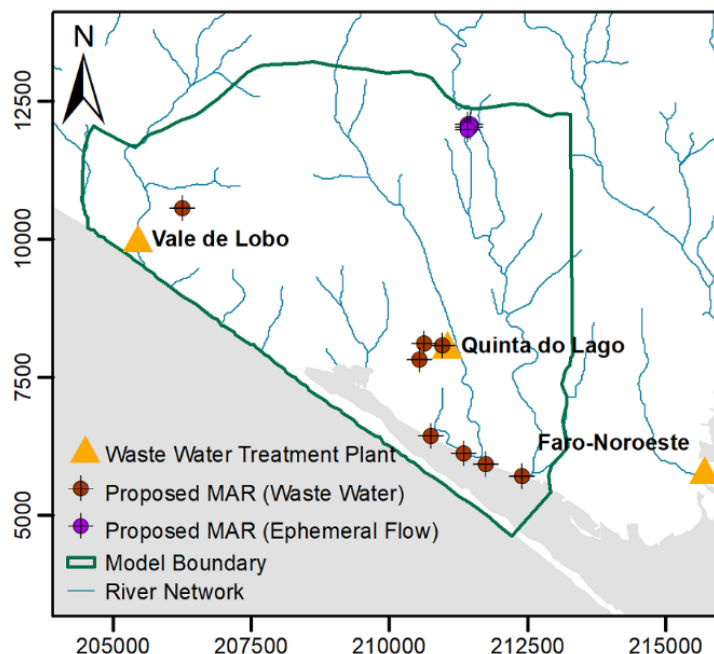 N
12500
10000
7500
5000
Vale de Lobo
Quinta do Lago
Faro-Noroeste
Waste Water Treatment Plant
Proposed MAR (Waste Water)
Proposed MAR (Ephemeral Flow)
Model Boundary
River Network
205000 207500 210000 212500 215000